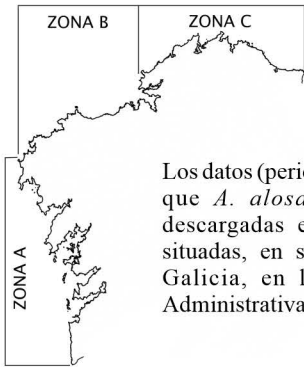 ZONA B
ZONA C
ZONA A
Los datos (perio
que A. alosa
descargadas e
situadas, en s
Galicia, en l
Administrativa